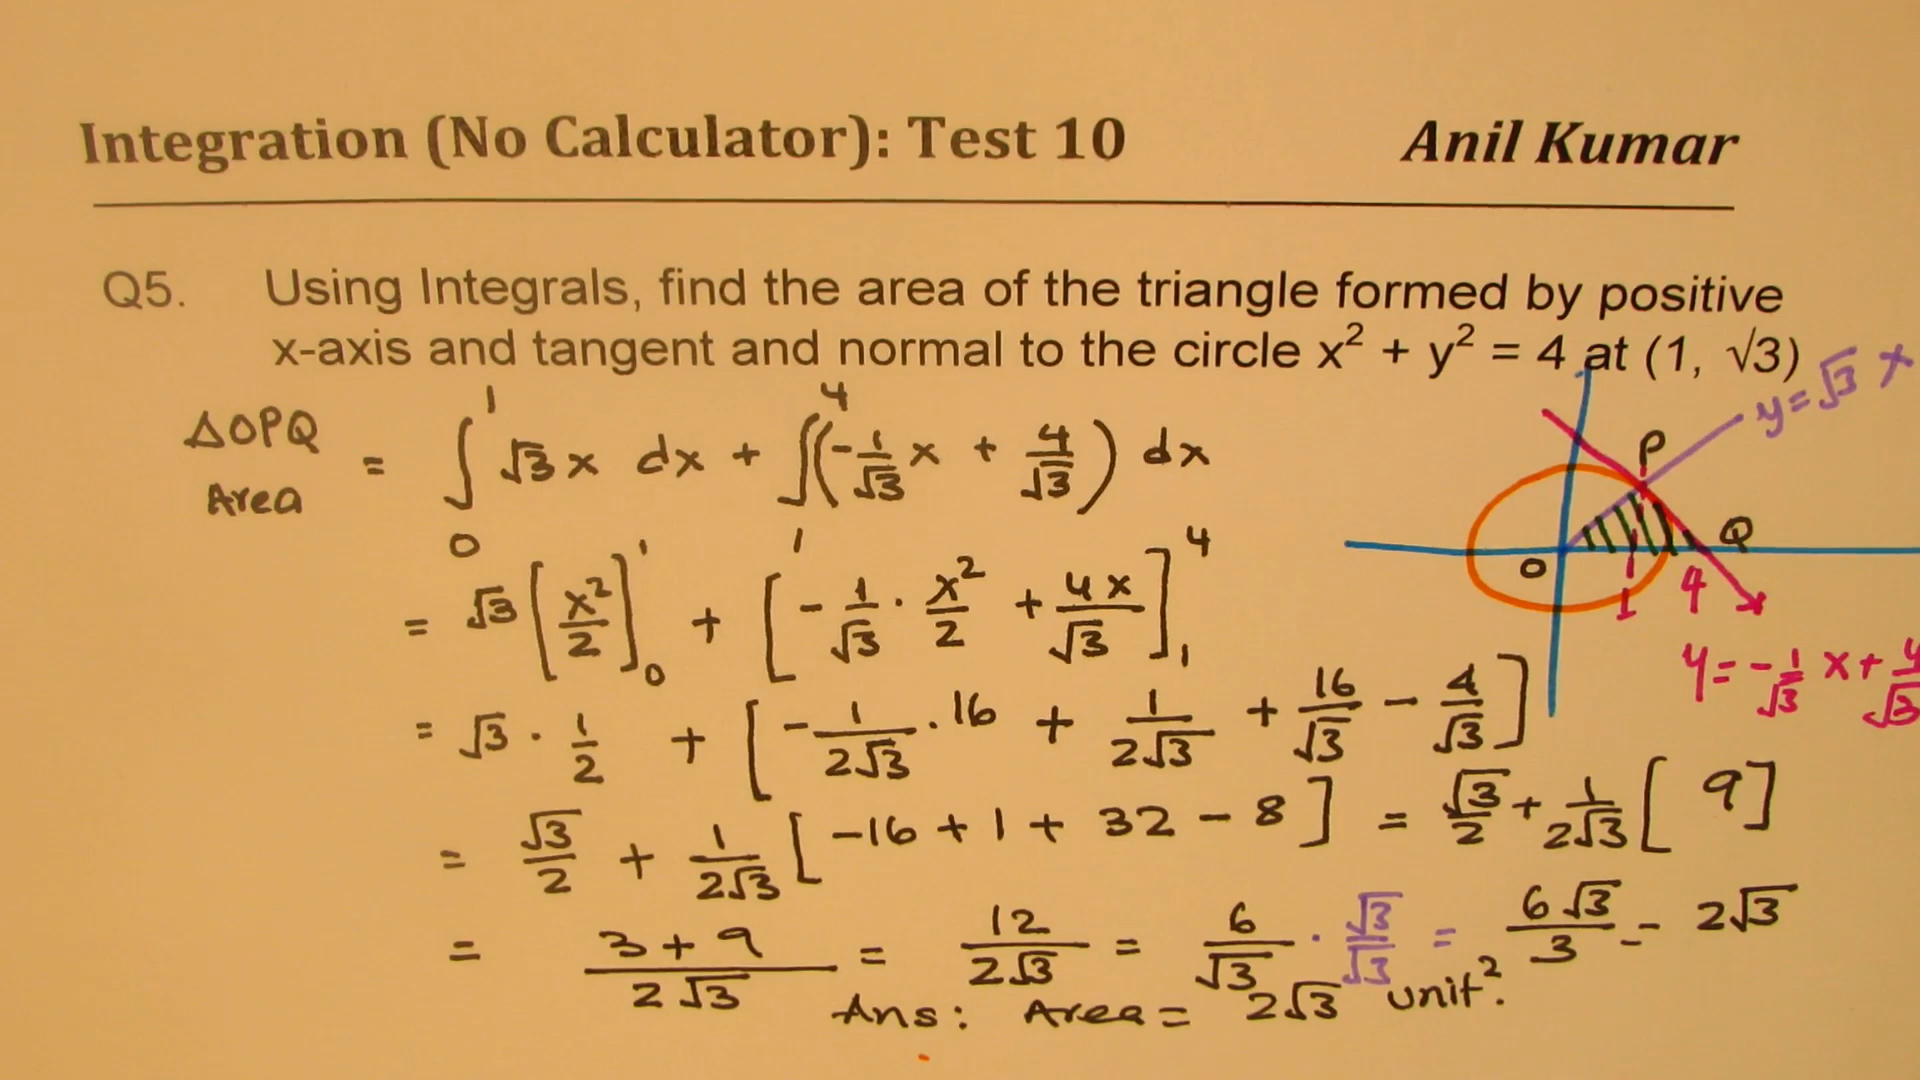 Integration (No Calculator): Test 10 Anil Kumar
Q5. Using Integrals, find the area of the triangle formed by positive
x-axis and tangent and normal to the circle x² + y² = 4 at (1, √3)
△OPQ Area = ∫₀¹ √3 x dx + ∫₁⁴ (-1/√3 x + 4/√3) dx
= √3 [x²/2]₀¹ + [-1/√3 · x²/2 + 4x/√3]₁⁴
= √3 · 1/2 + [-1/2√3 · 16 + 1/2√3 + 16/√3 - 4/√3]
= √3/2 + 1/2√3 [-16 + 1 + 32 - 8] = √3/2 + 1/2√3 [9]
= 3 + 9/2√3 = 12/2√3 = 6/√3 · √3/√3 = 6√3/3 = 2√3
Ans: Area = 2√3 unit².
y = √3 x
P
O
Q
1
4
y = -1/√3 x + 4/√3